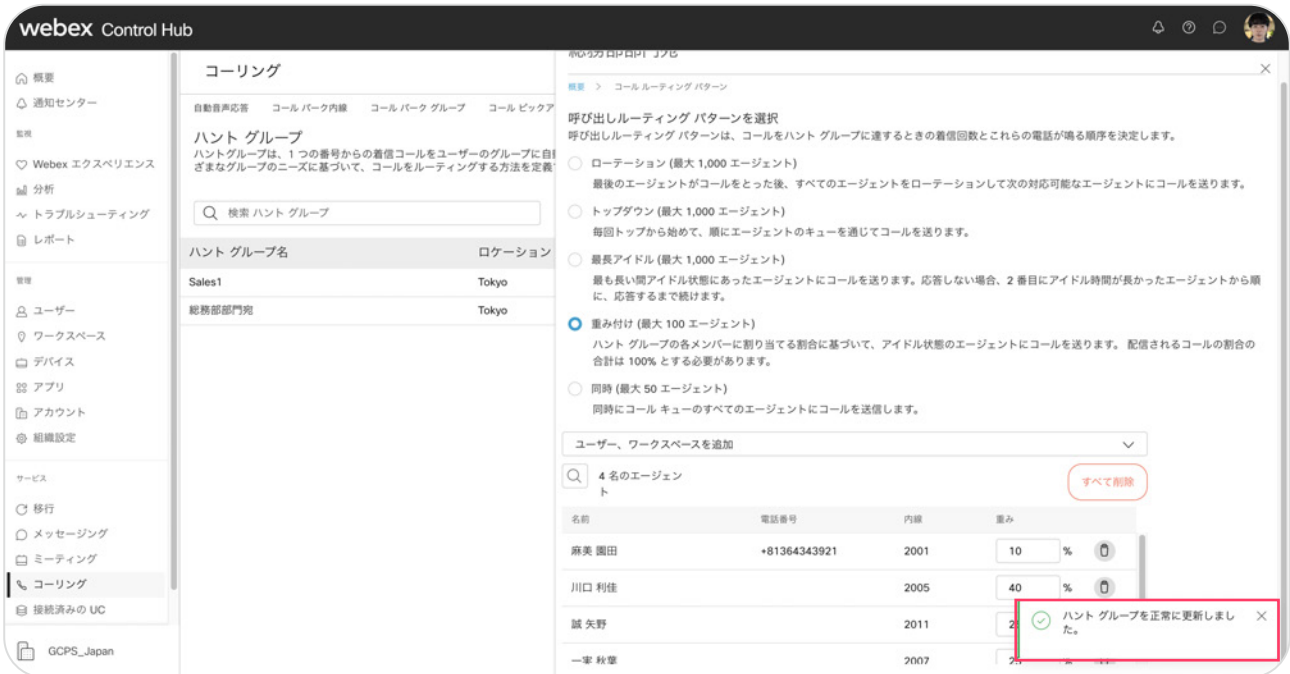 webex Control Hub
概要
通知センター
監視
Webex エクスペリエンス
分析
トラブルシューティング
レポート
管理
ユーザー
ワークスペース
デバイス
アプリ
アカウント
組織設定
サービス
移行
メッセージング
ミーティング
コーリング
接続済みの UC
GCPS_Japan
コーリング
自動音声応答 コール パーク内線 コール パーク グループ コール ピックア
ハント グループ
ハントグループは、1 つの番号からの着信コールをユーザーのグループに自
ざまなグループのニーズに基づいて、コールをルーティングする方法を定義
検索 ハント グループ
ハント グループ名 ロケーション
Sales1 Tokyo
総務部部門宛 Tokyo
総務部部門宛
概要 > コール ルーティング パターン
呼び出しルーティング パターンを選択
呼び出しルーティング パターンは、コールをハント グループに達するときの着信回数とこれらの電話が鳴る順序を決定します。
ローテーション (最大 1,000 エージェント)
最後のエージェントがコールをとった後、すべてのエージェントをローテーションして次の対応可能なエージェントにコールを送ります。
トップダウン (最大 1,000 エージェント)
毎回トップから始めて、順にエージェントのキューを通じてコールを送ります。
最長アイドル (最大 1,000 エージェント)
最も長い間アイドル状態にあったエージェントにコールを送ります。応答しない場合、2 番目にアイドル時間が長かったエージェントから順
に、応答するまで続けます。
重み付け (最大 100 エージェント)
ハント グループの各メンバーに割り当てる割合に基づいて、アイドル状態のエージェントにコールを送ります。 配信されるコールの割合の
合計は 100% とする必要があります。
同時 (最大 50 エージェント)
同時にコール キューのすべてのエージェントにコールを送信します。
ユーザー、ワークスペースを追加
4 名のエージェン
ト
すべて削除
名前 電話番号 内線 重み
麻美 園田 +81364343921 2001 10 %
川口 利佳 2005 40 %
誠 矢野 2011
一実 秋葉 2007
ハント グループを正常に更新しまし
た。